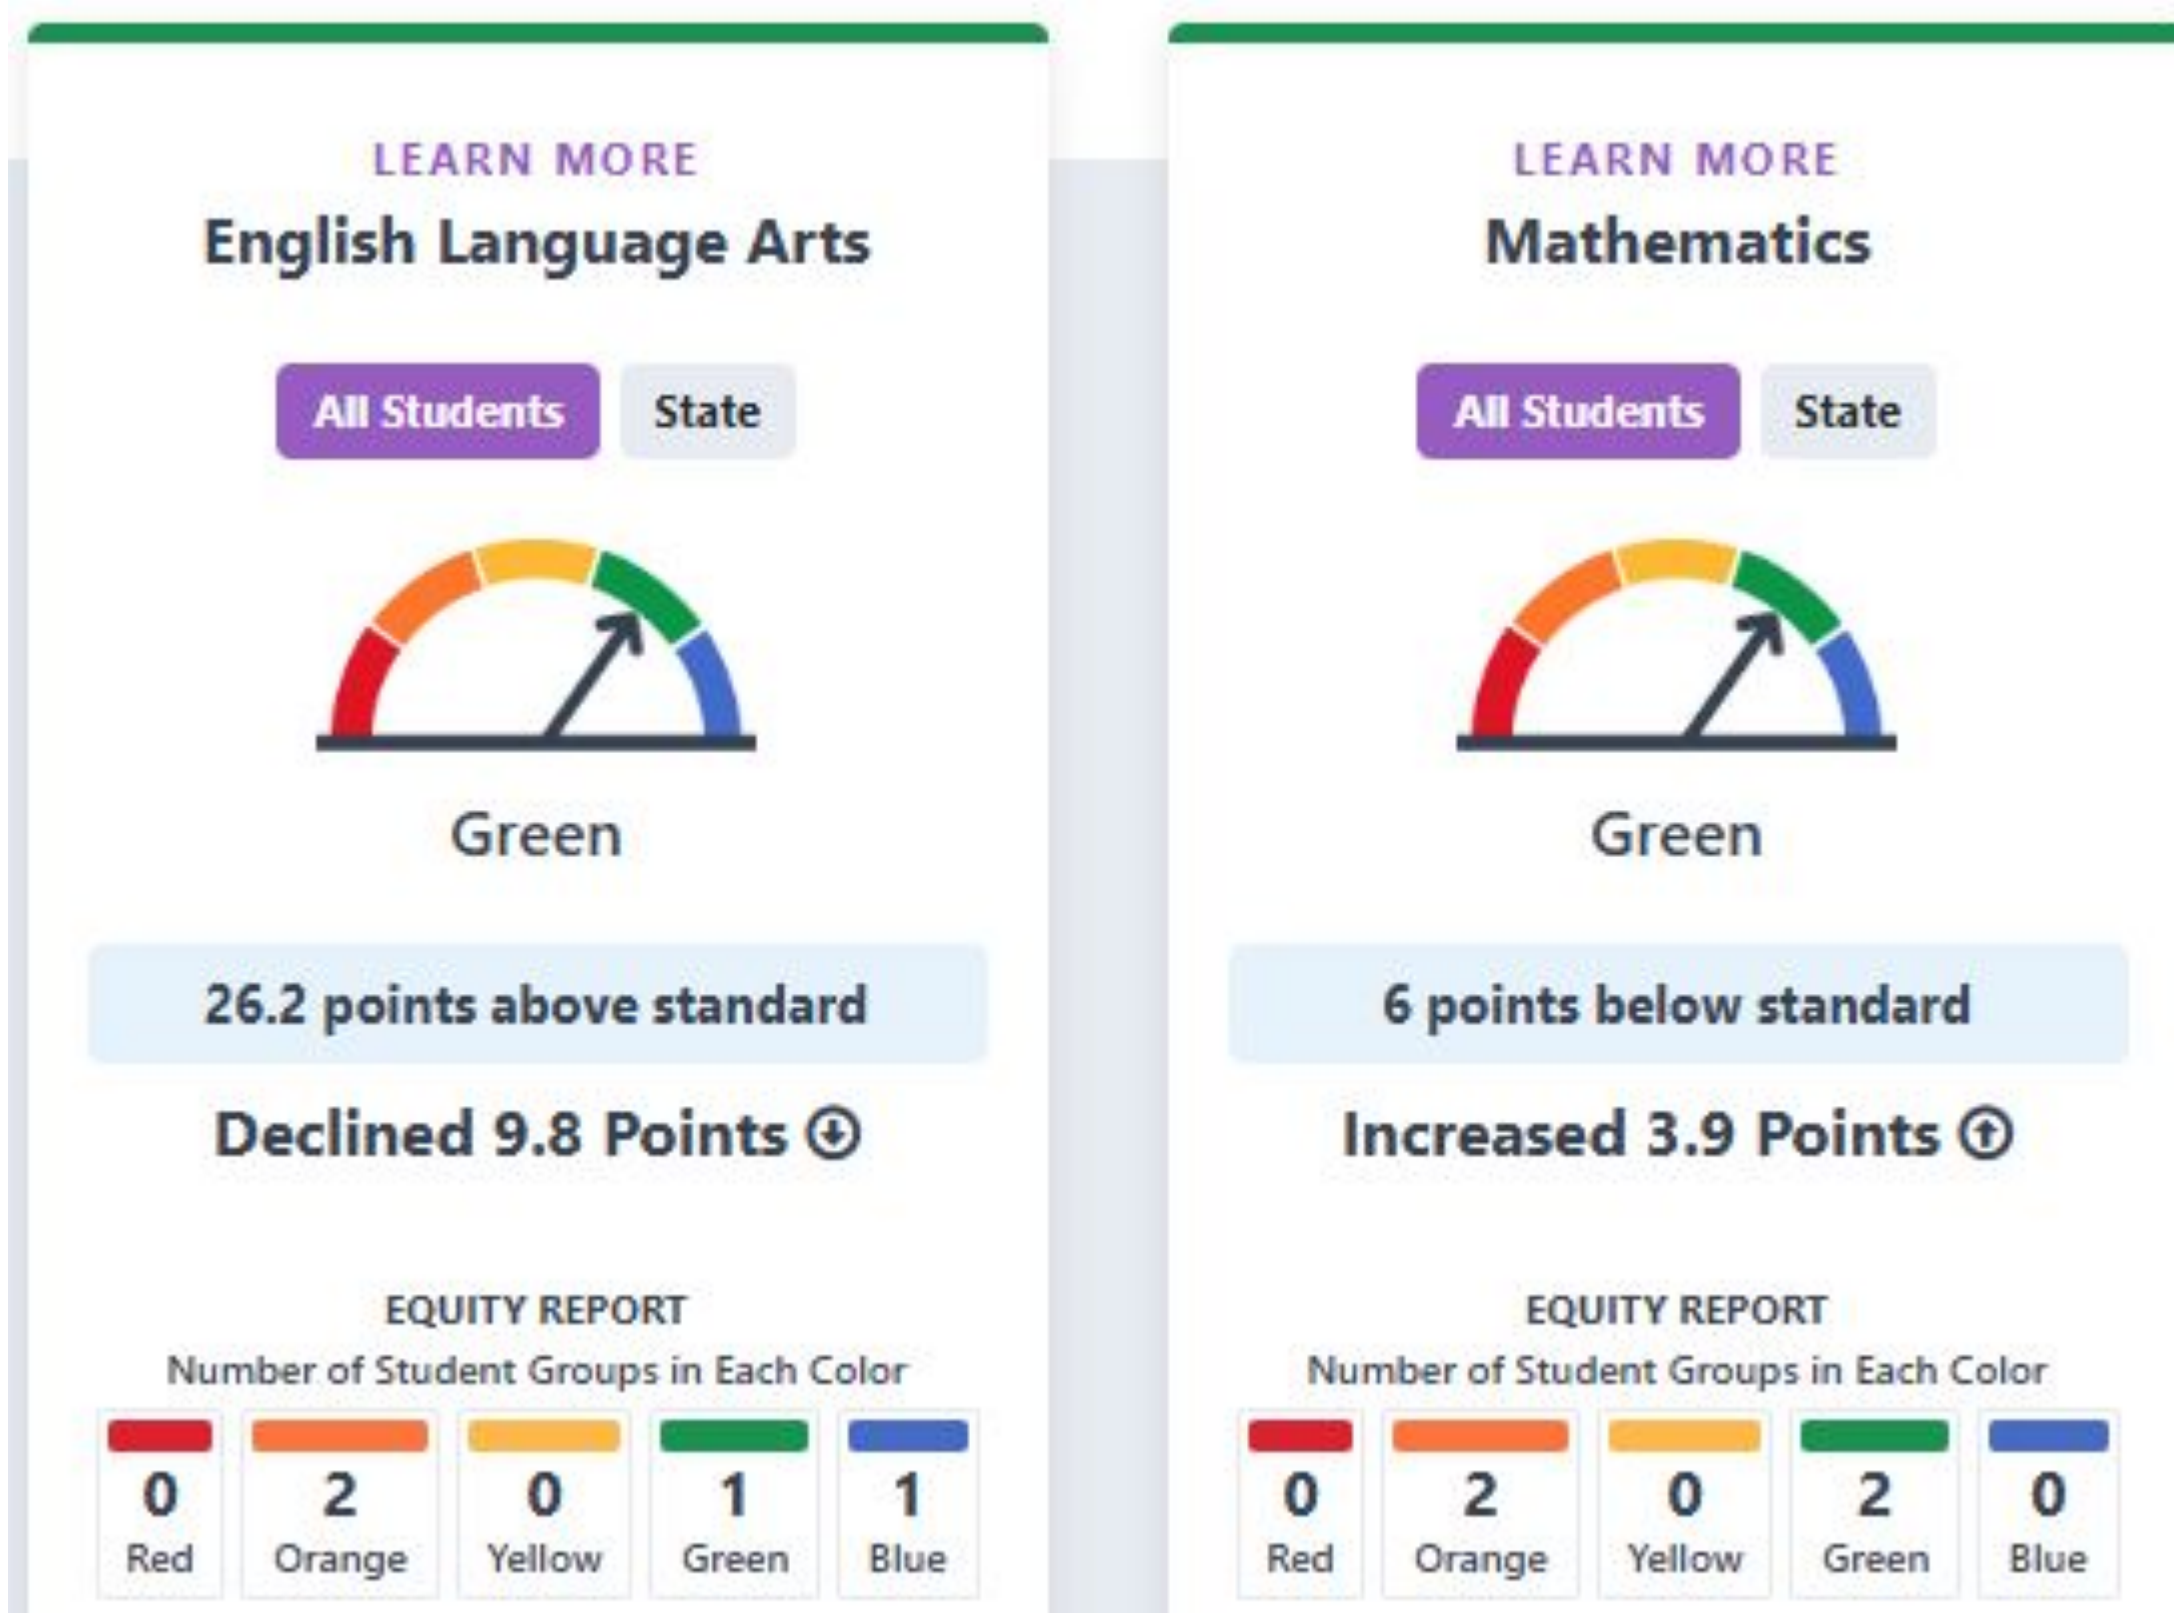 LEARN MORE
English Language Arts
All Students State
Green
26.2 points above standard
Declined 9.8 Points
EQUITY REPORT
Number of Student Groups in Each Color
0 2 0 1 1
Red Orange Yellow Green Blue
LEARN MORE
Mathematics
All Students State
Green
6 points below standard
Increased 3.9 Points
EQUITY REPORT
Number of Student Groups in Each Color
0 2 0 2 0
Red Orange Yellow Green Blue